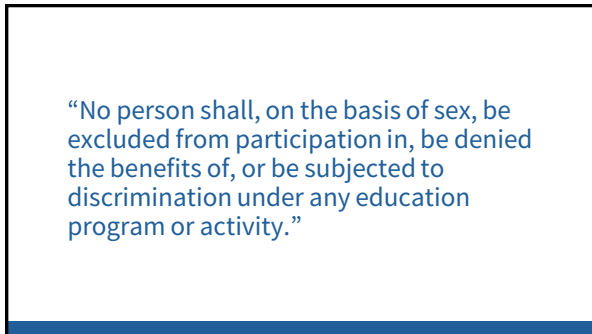 “No person shall, on the basis of sex, be
excluded from participation in, be denied
the benefits of, or be subjected to
discrimination under any education
program or activity.”